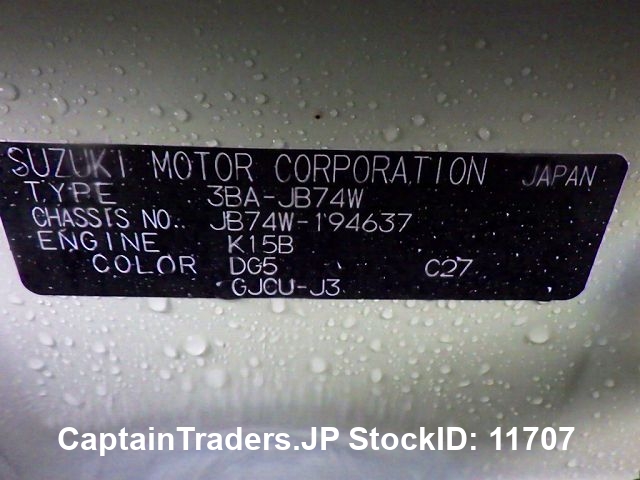 SUZUKI MOTOR CORPORATION JAPAN
TYPE 3BA-JB74W
CHASSIS NO. JB74W-194637
ENGINE K15B
COLOR DG5 C27
GJCU-J3
CaptainTraders.JP StockID: 11707